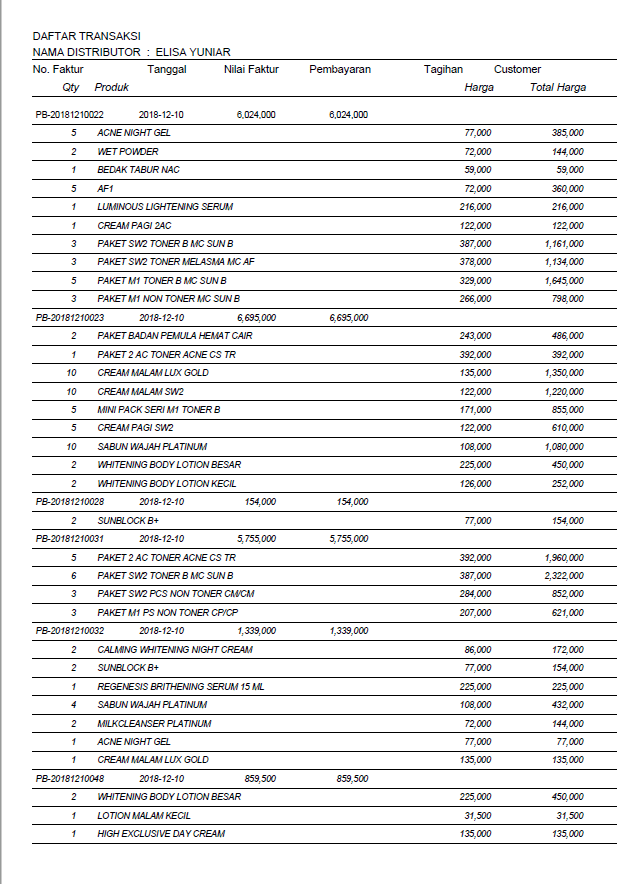 DAFTAR TRANSAKSI
NAMA DISTRIBUTOR : ELISA YUNIAR
No. Faktur Tanggal Nilai Faktur Pembayaran Tagihan Customer
Qty Produk Harga Total Harga
PB-20181210022 2018-12-10 6,024,000 6,024,000
5 ACNE NIGHT GEL 77,000 385,000
2 WET POWDER 72,000 144,000
1 BEDAK TABUR NAC 59,000 59,000
5 AF1 72,000 360,000
1 LUMINOUS LIGHTENING SERUM 216,000 216,000
1 CREAM PAGI 2AC 122,000 122,000
3 PAKET SW2 TONER B MC SUN B 387,000 1,161,000
3 PAKET SW2 TONER MELASMA MC AF 378,000 1,134,000
5 PAKET M1 TONER B MC SUN B 329,000 1,645,000
3 PAKET M1 NON TONER MC SUN B 266,000 798,000
PB-20181210023 2018-12-10 6,695,000 6,695,000
2 PAKET BADAN PEMULA HEMAT CAIR 243,000 486,000
1 PAKET 2 AC TONER ACNE CS TR 392,000 392,000
10 CREAM MALAM LUX GOLD 135,000 1,350,000
10 CREAM MALAM SW2 122,000 1,220,000
5 MINI PACK SERI M1 TONER B 171,000 855,000
5 CREAM PAGI SW2 122,000 610,000
10 SABUN WAJAH PLATINUM 108,000 1,080,000
2 WHITENING BODY LOTION BESAR 225,000 450,000
2 WHITENING BODY LOTION KECIL 126,000 252,000
PB-20181210028 2018-12-10 154,000 154,000
2 SUNBLOCK B+ 77,000 154,000
PB-20181210031 2018-12-10 5,755,000 5,755,000
5 PAKET 2 AC TONER ACNE CS TR 392,000 1,960,000
6 PAKET SW2 TONER B MC SUN B 387,000 2,322,000
3 PAKET SW2 PCS NON TONER CM/CM 284,000 852,000
3 PAKET M1 PS NON TONER CP/CP 207,000 621,000
PB-20181210032 2018-12-10 1,339,000 1,339,000
2 CALMING WHITENING NIGHT CREAM 86,000 172,000
2 SUNBLOCK B+ 77,000 154,000
1 REGENESIS BRITHENING SERUM 15 ML 225,000 225,000
4 SABUN WAJAH PLATINUM 108,000 432,000
2 MILKCLEANSER PLATINUM 72,000 144,000
1 ACNE NIGHT GEL 77,000 77,000
1 CREAM MALAM LUX GOLD 135,000 135,000
PB-20181210048 2018-12-10 859,500 859,500
2 WHITENING BODY LOTION BESAR 225,000 450,000
1 LOTION MALAM KECIL 31,500 31,500
1 HIGH EXCLUSIVE DAY CREAM 135,000 135,000